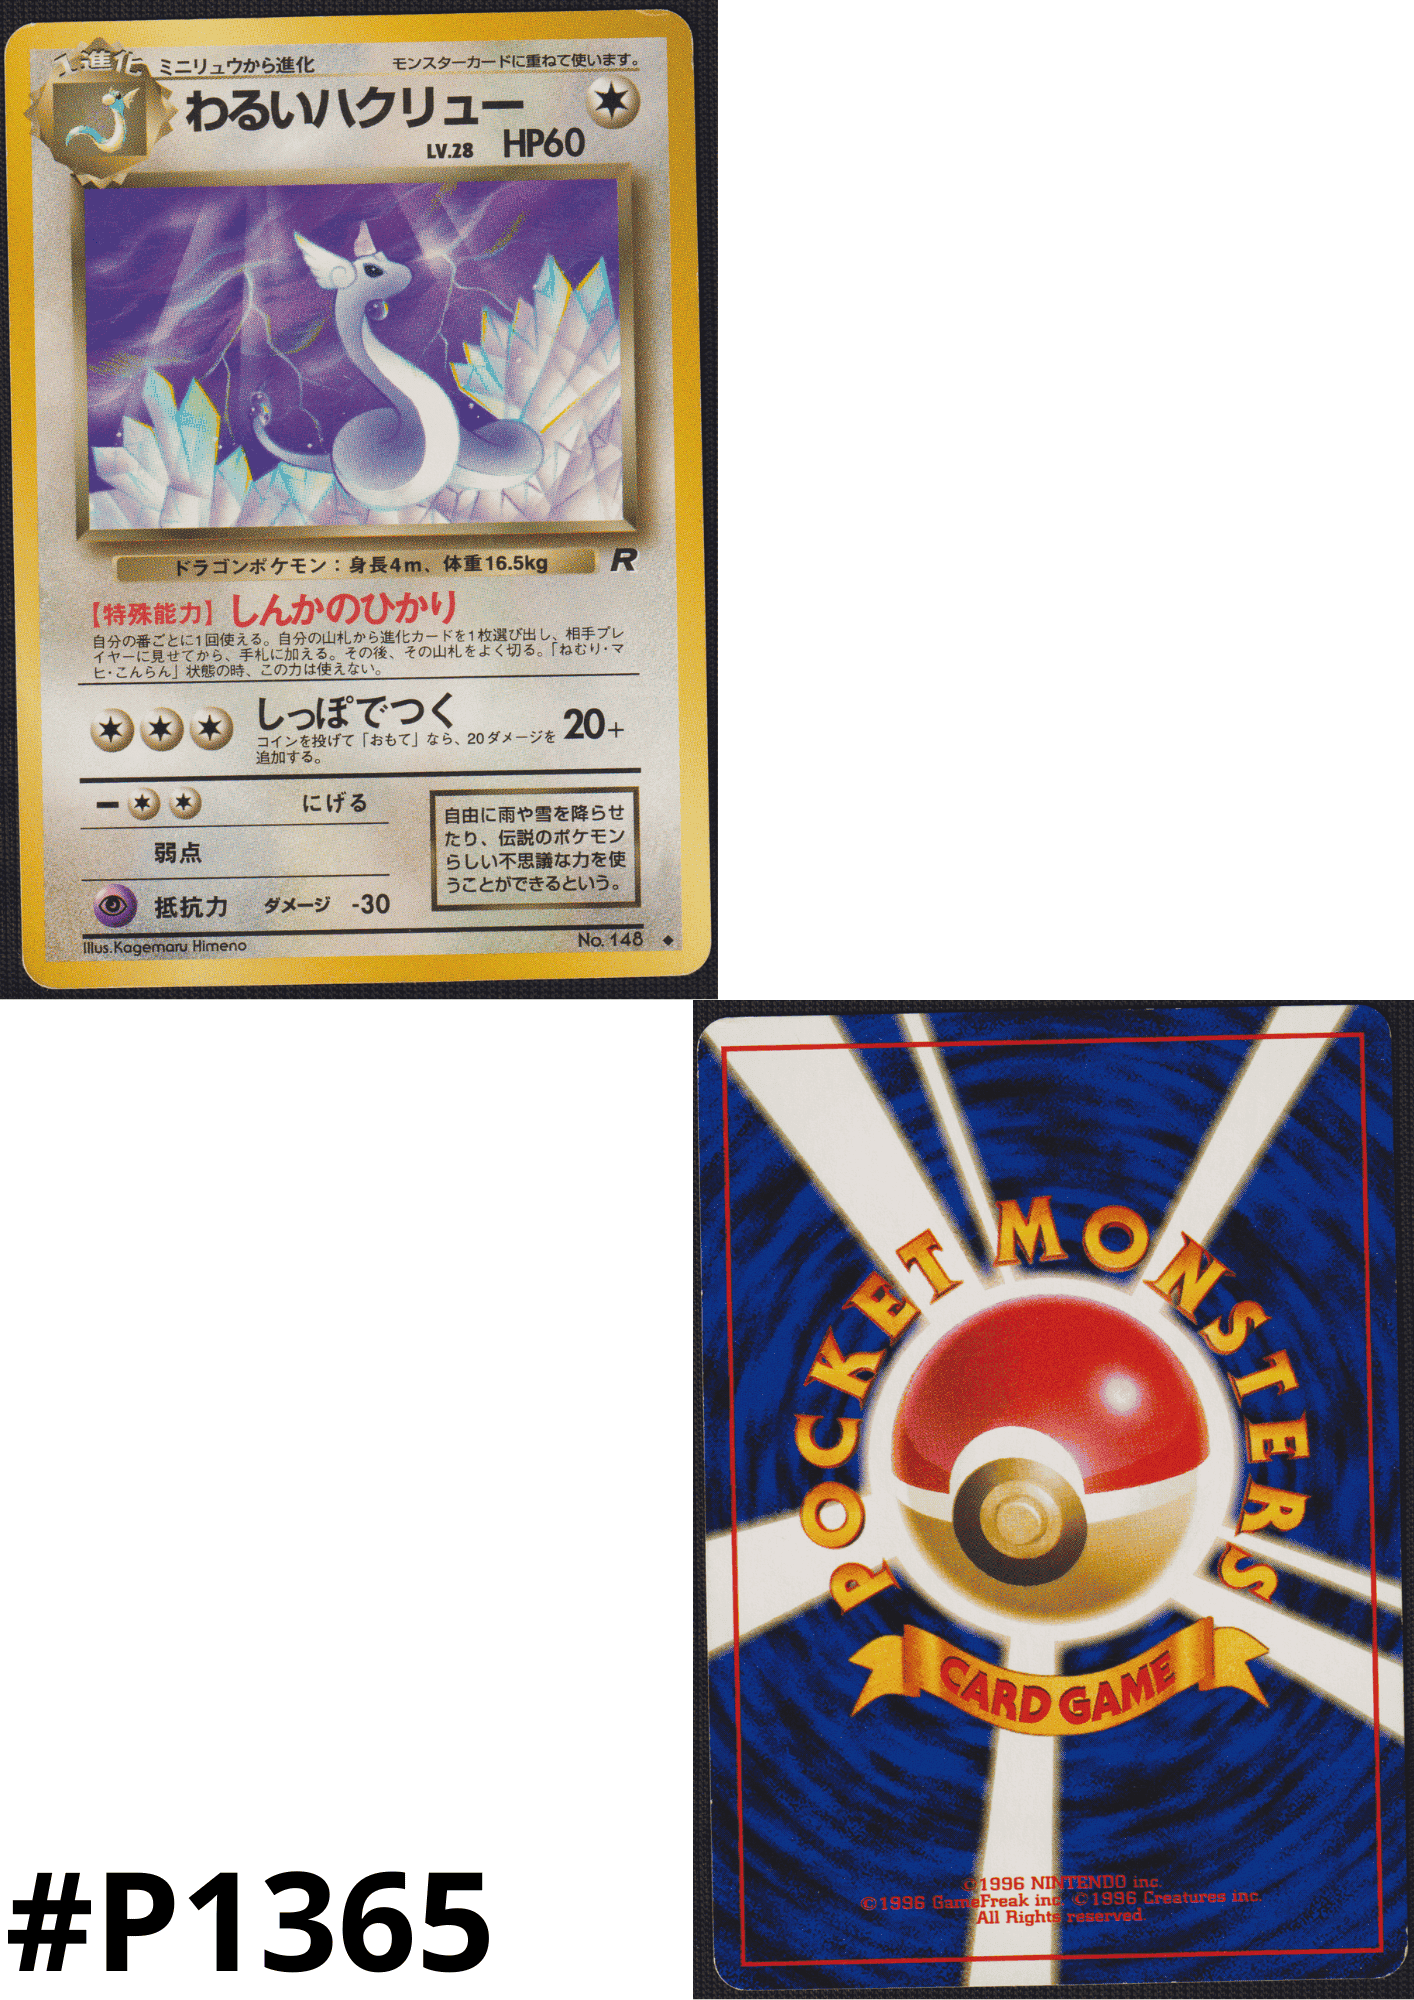 1進化
ミニリュウから進化
モンスターカードに重ねて使います。
わるいハクリュー
LV.28 HP60
ドラゴンポケモン：身長4m、体重16.5kg
R
【特殊能力】しんかのひかり
自分の番ごとに1回使える。自分の山札から進化カードを1枚選び出し、相手プレ
イヤーに見せてから、手札に加える。その後、その山札をよく切る。「ねむり・マ
ヒ・こんらん」状態の時、この力は使えない。
しっぽでつく
20+
コインを投げて「おもて」なら、20ダメージを
追加する。
にげる
弱点
抵抗力 ダメージ -30
自由に雨や雪を降らせ
たり、伝説のポケモン
らしい不思議な力を使
うことができるという。
Illus.Kagemaru Himeno
No. 148
POCKET MONSTERS
CARD GAME
©1996 NINTENDO inc.
©1996 GameFreak inc. ©1996 Creatures inc.
All Rights reserved.
#P1365